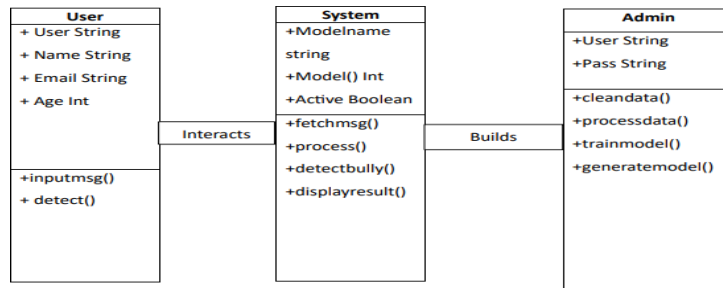 User
+ User String
+ Name String
+ Email String
+ Age Int
+inputmsg()
+ detect()
Interacts
System
+Modelname
string
+Model() Int
+Active Boolean
+fetchmsg()
+process()
+detectbully()
+displayresult()
Builds
Admin
+User String
+Pass String
+cleandata()
+processdata()
+trainmodel()
+generatemodel()